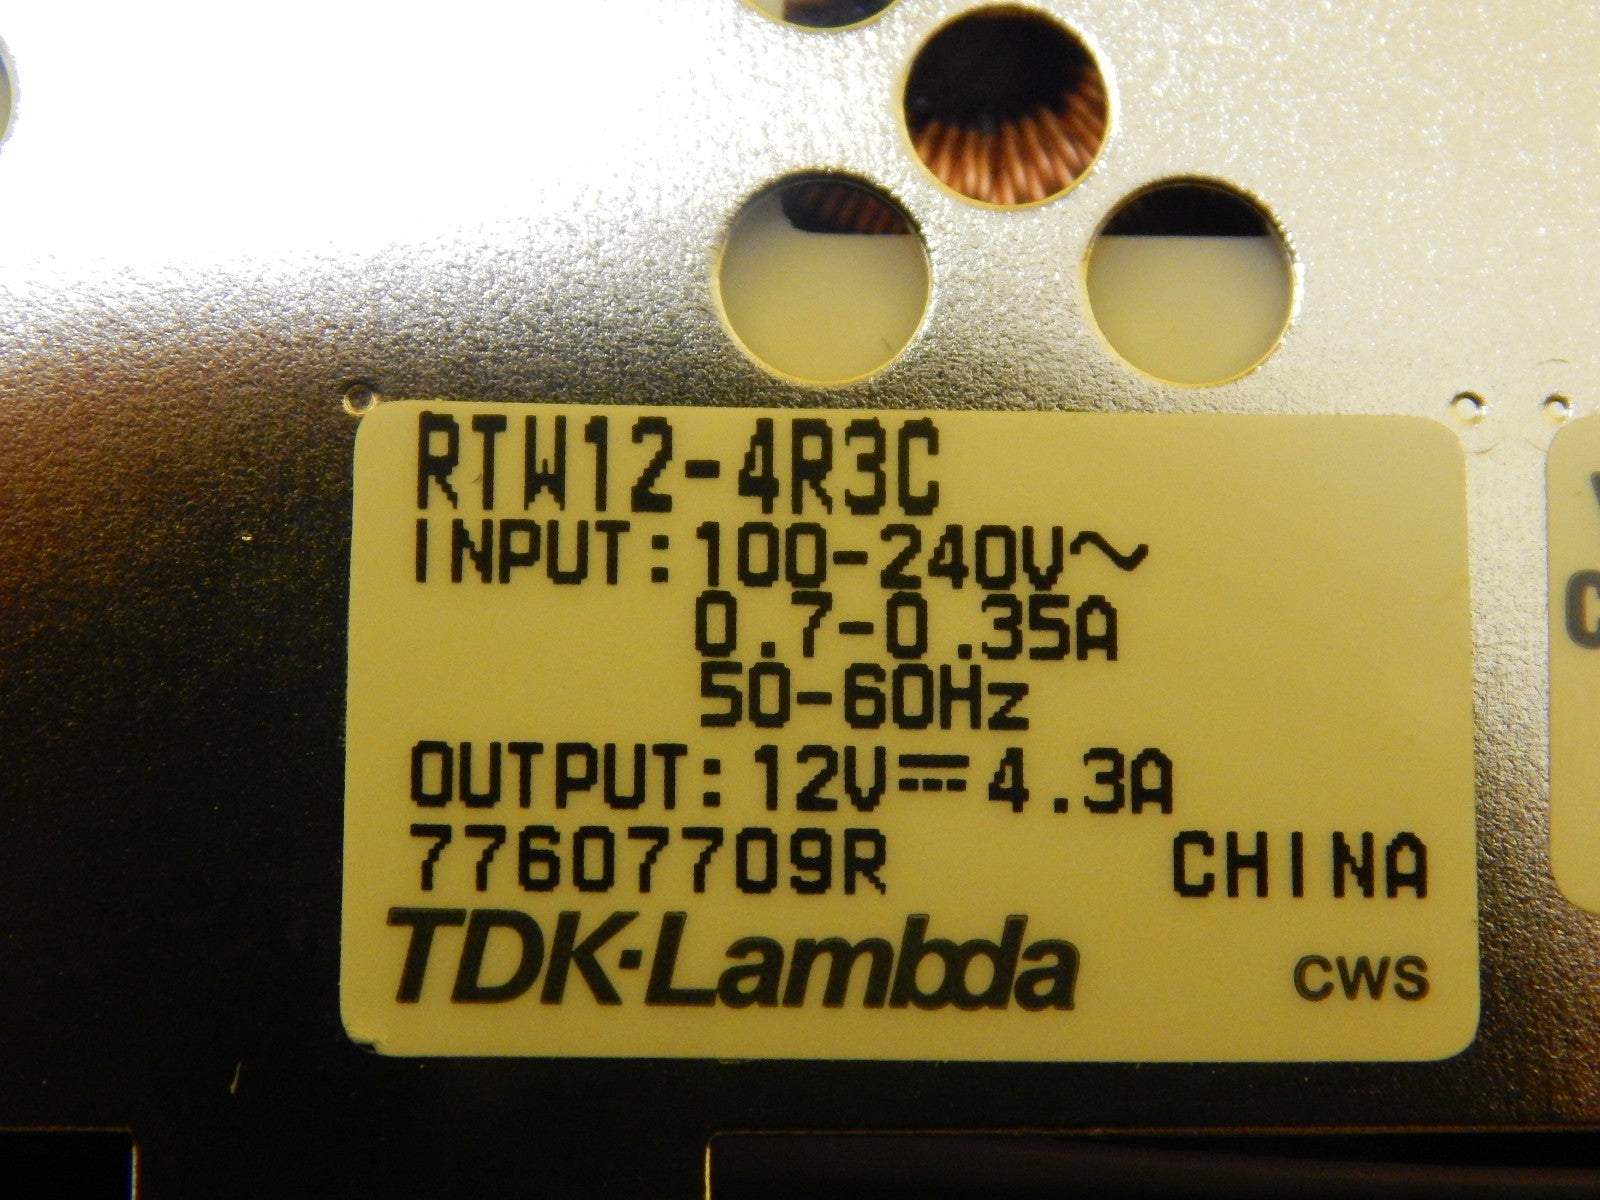 RTW12-4R3C
INPUT:100-240V~
0.7-0.35A
50-60Hz
OUTPUT:12V⎓4.3A
77607709R CHINA
TDK·Lambda CWS